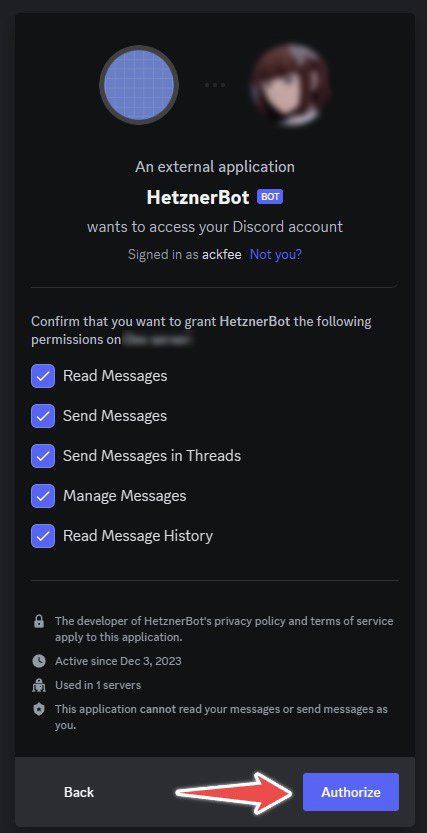 An external application
HetznerBot BOT
wants to access your Discord account
Signed in as ackfee Not you?
Confirm that you want to grant HetznerBot the following
permissions on
Read Messages
Send Messages
Send Messages in Threads
Manage Messages
Read Message History
The developer of HetznerBot's privacy policy and terms of service
apply to this application.
Active since Dec 3, 2023
Used in 1 servers
This application cannot read your messages or send messages as
you.
Back
Authorize